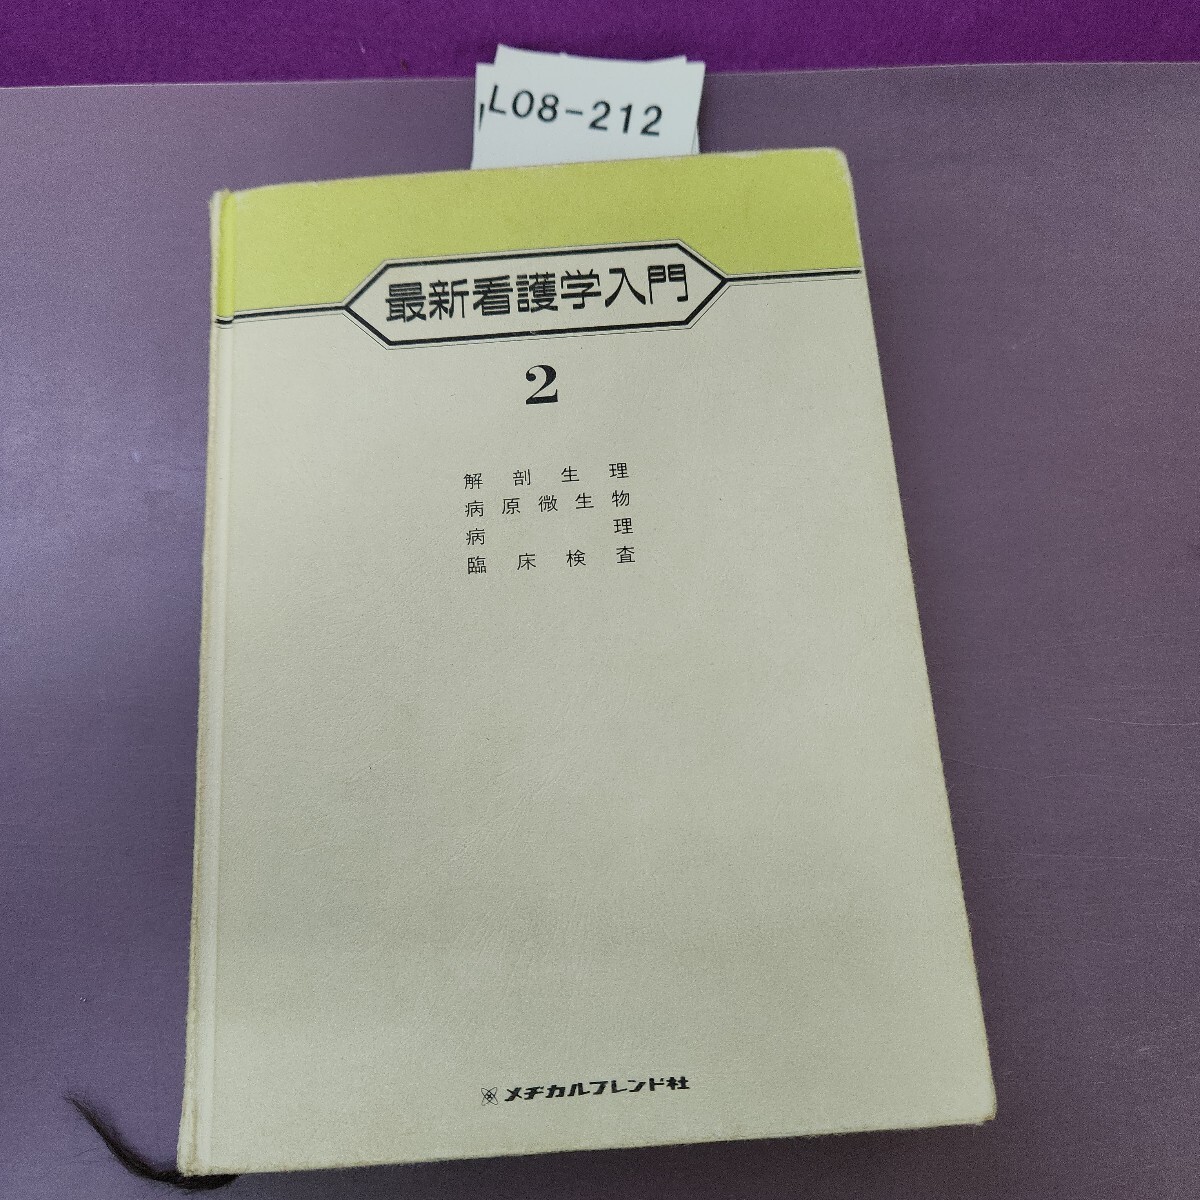 L08-212
最新看護学入門
2
解剖生理
病原微生物
病理
臨床検査
メヂカルフレンド社